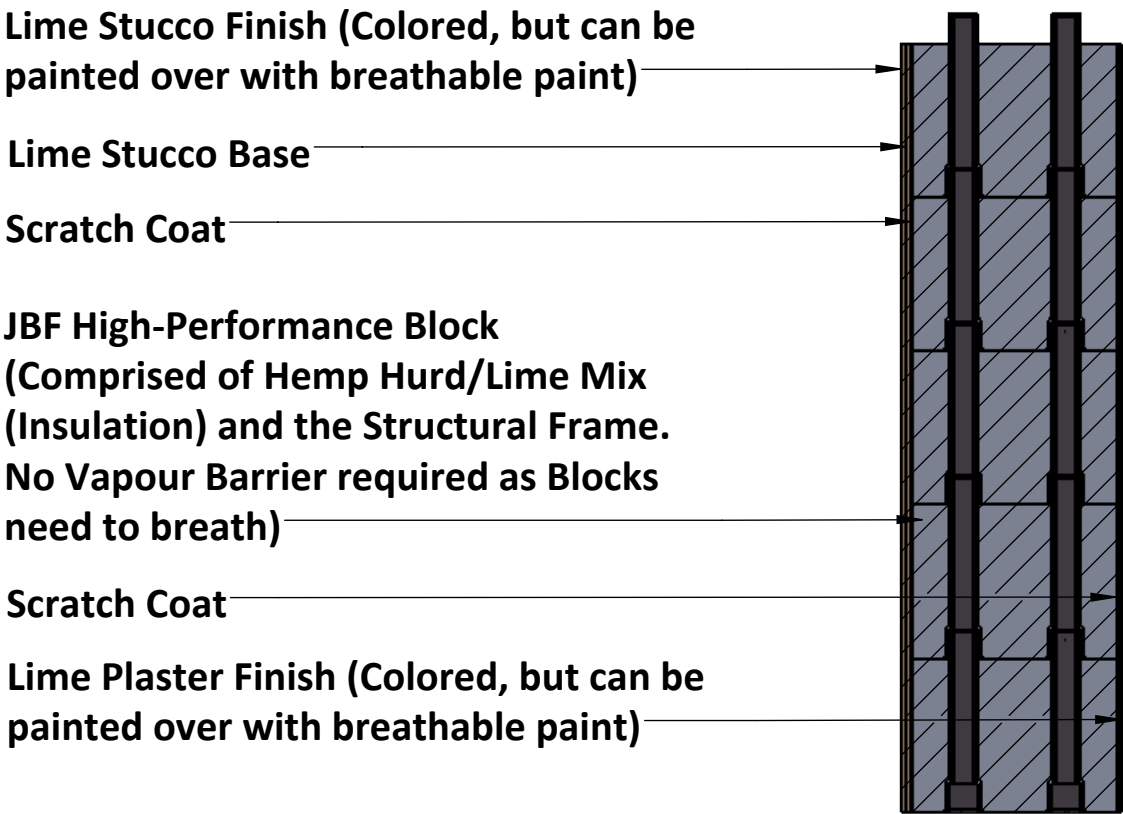 Lime Stucco Finish (Colored, but can be
painted over with breathable paint)
Lime Stucco Base
Scratch Coat
JBF High-Performance Block
(Comprised of Hemp Hurd/Lime Mix
(Insulation) and the Structural Frame.
No Vapour Barrier required as Blocks
need to breath)
Scratch Coat
Lime Plaster Finish (Colored, but can be
painted over with breathable paint)